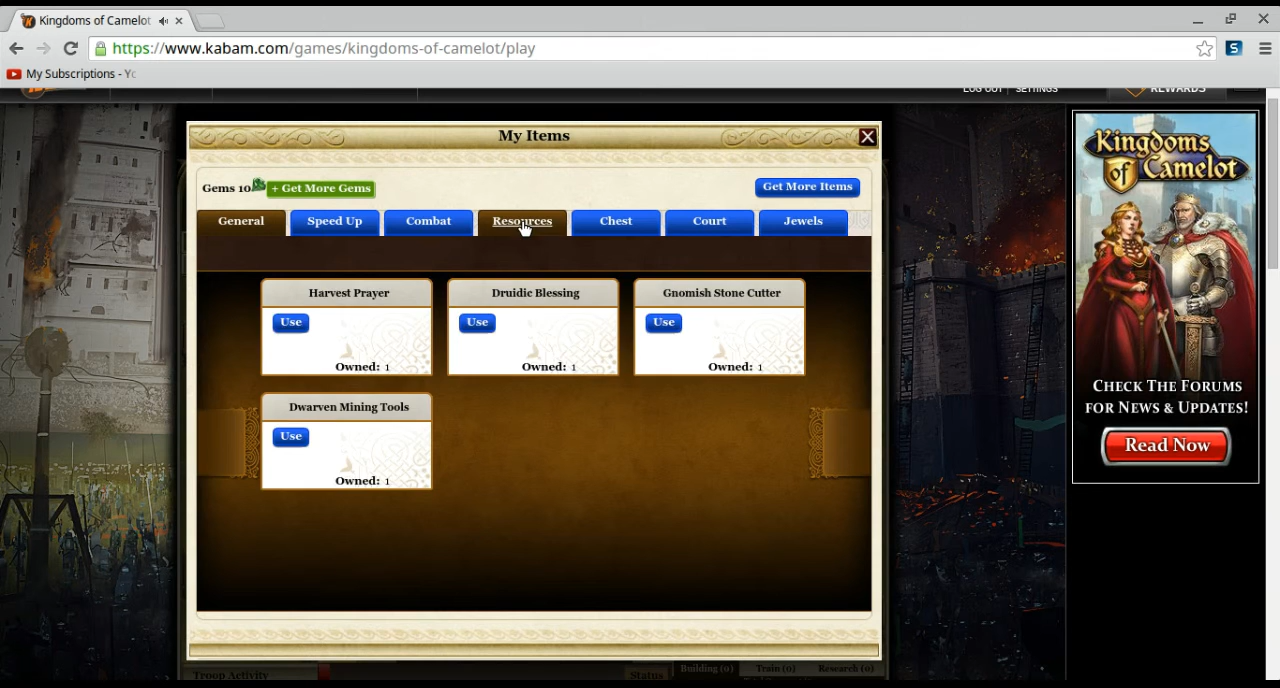 Kingdoms of Camelot
https://www.kabam.com/games/kingdoms-of-camelot/play
My Subscriptions - Yo
LOG OUT SETTINGS REWARDS
My Items
Gems 10 + Get More Gems Get More Items
General Speed Up Combat Resources Chest Court Jewels
Harvest Prayer Druidic Blessing Gnomish Stone Cutter
Use Use Use
Owned: 1 Owned: 1 Owned: 1
Dwarven Mining Tools
Use
Owned: 1
Troop Activity Status Building (0) Train (0) Research (0)
Kingdoms
of Camelot
CHECK THE FORUMS
FOR NEWS & UPDATES!
Read Now